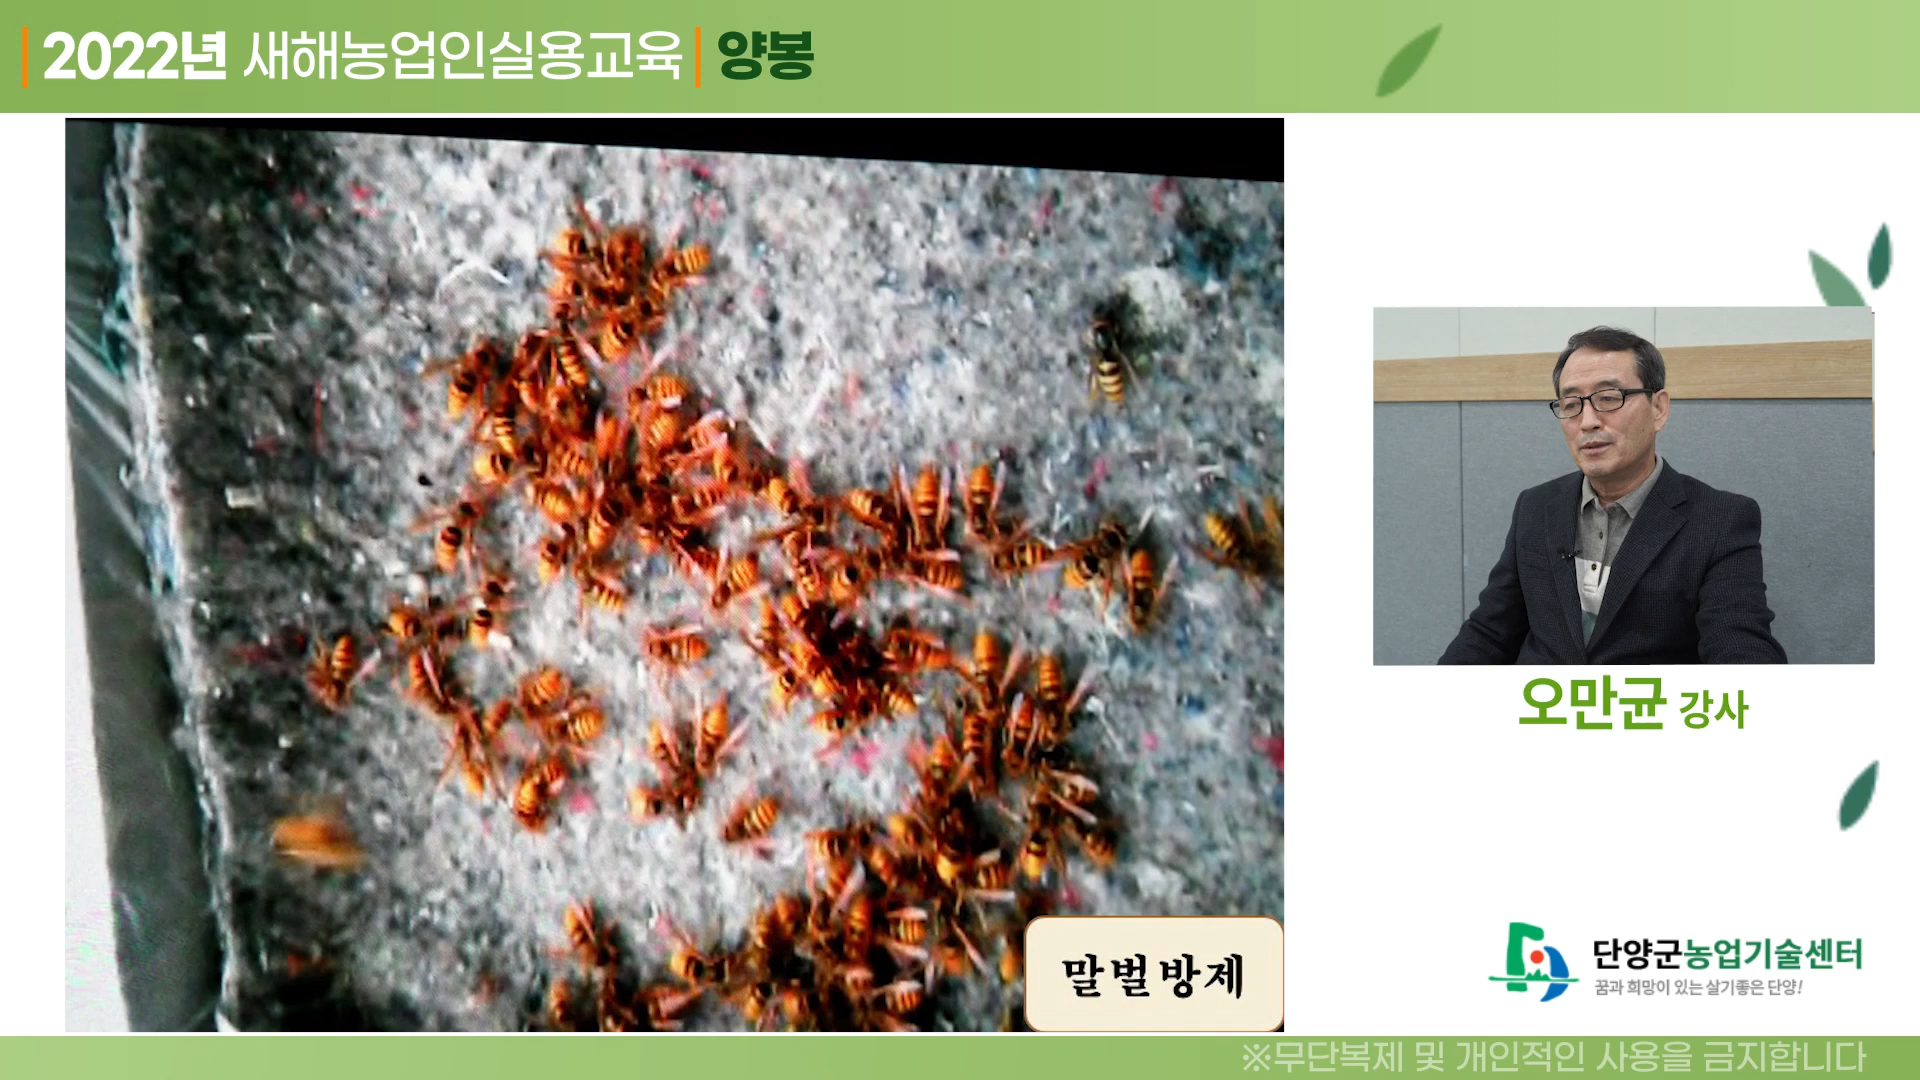 2022년 새해농업인실용교육 양봉
말벌 방제
오만균 강사
단양군농업기술센터
꿈과 희망이 있는 살기좋은 단양!
※무단복제 및 개인적인 사용을 금지합니다